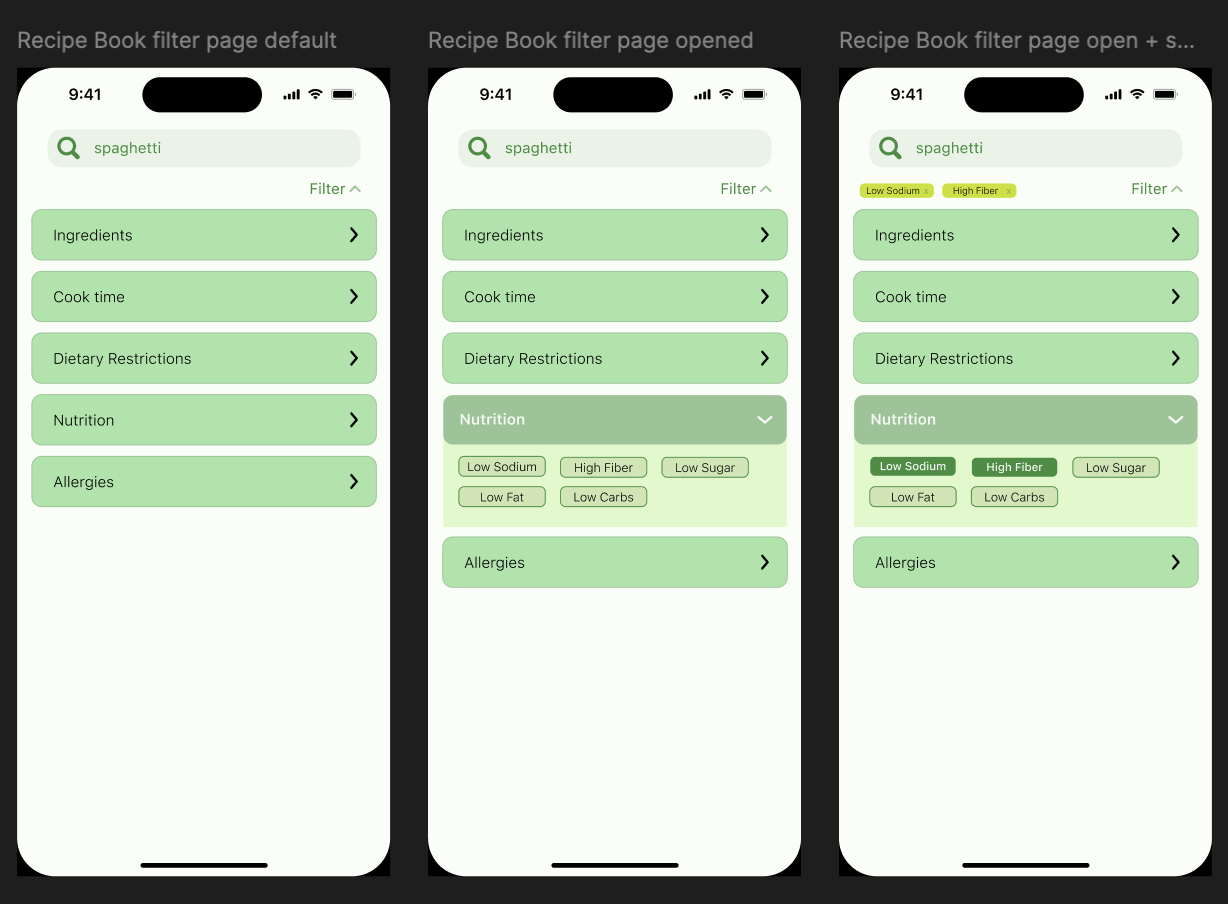 Recipe Book filter page default
9:41
spaghetti
Filter
Ingredients
Cook time
Dietary Restrictions
Nutrition
Allergies
Recipe Book filter page opened
9:41
spaghetti
Filter
Ingredients
Cook time
Dietary Restrictions
Nutrition
Low Sodium High Fiber Low Sugar
Low Fat Low Carbs
Allergies
Recipe Book filter page open + s...
9:41
spaghetti
Low Sodium x High Fiber x Filter
Ingredients
Cook time
Dietary Restrictions
Nutrition
Low Sodium High Fiber Low Sugar
Low Fat Low Carbs
Allergies